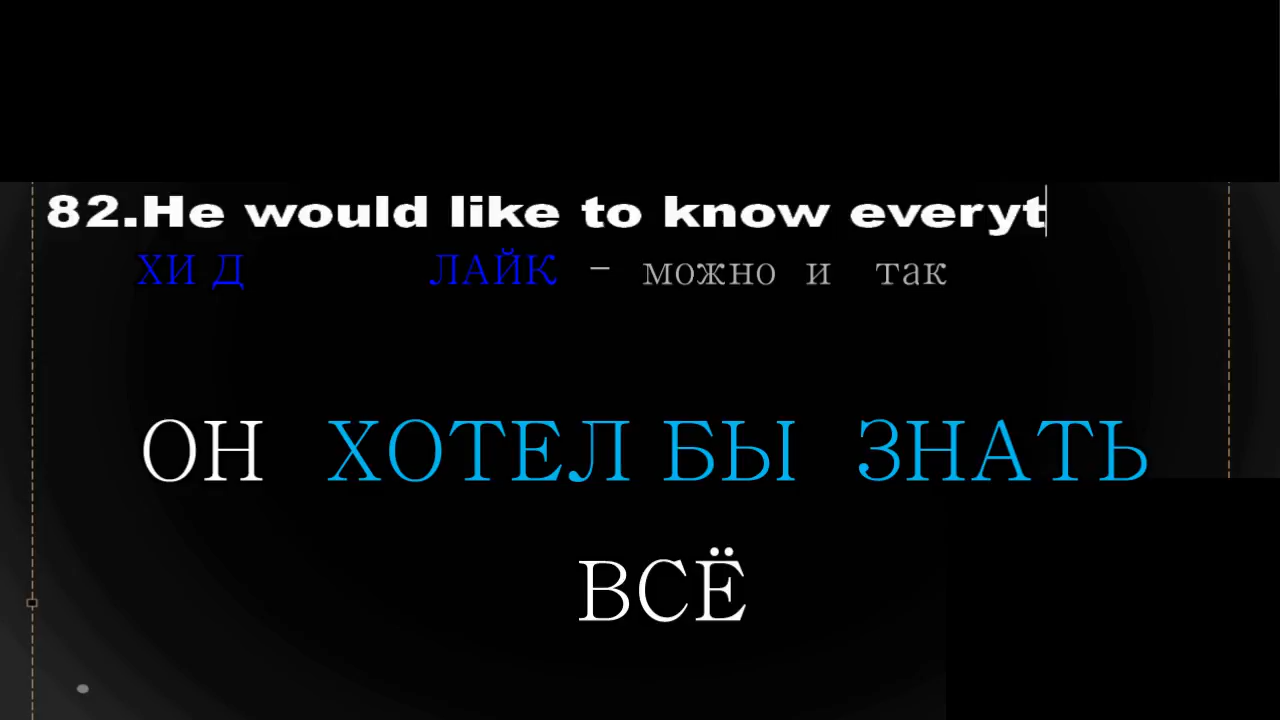 82.He would like to know everyt
ХИ Д ЛАЙК - можно и так
ОН ХОТЕЛ БЫ ЗНАТЬ
ВСЁ